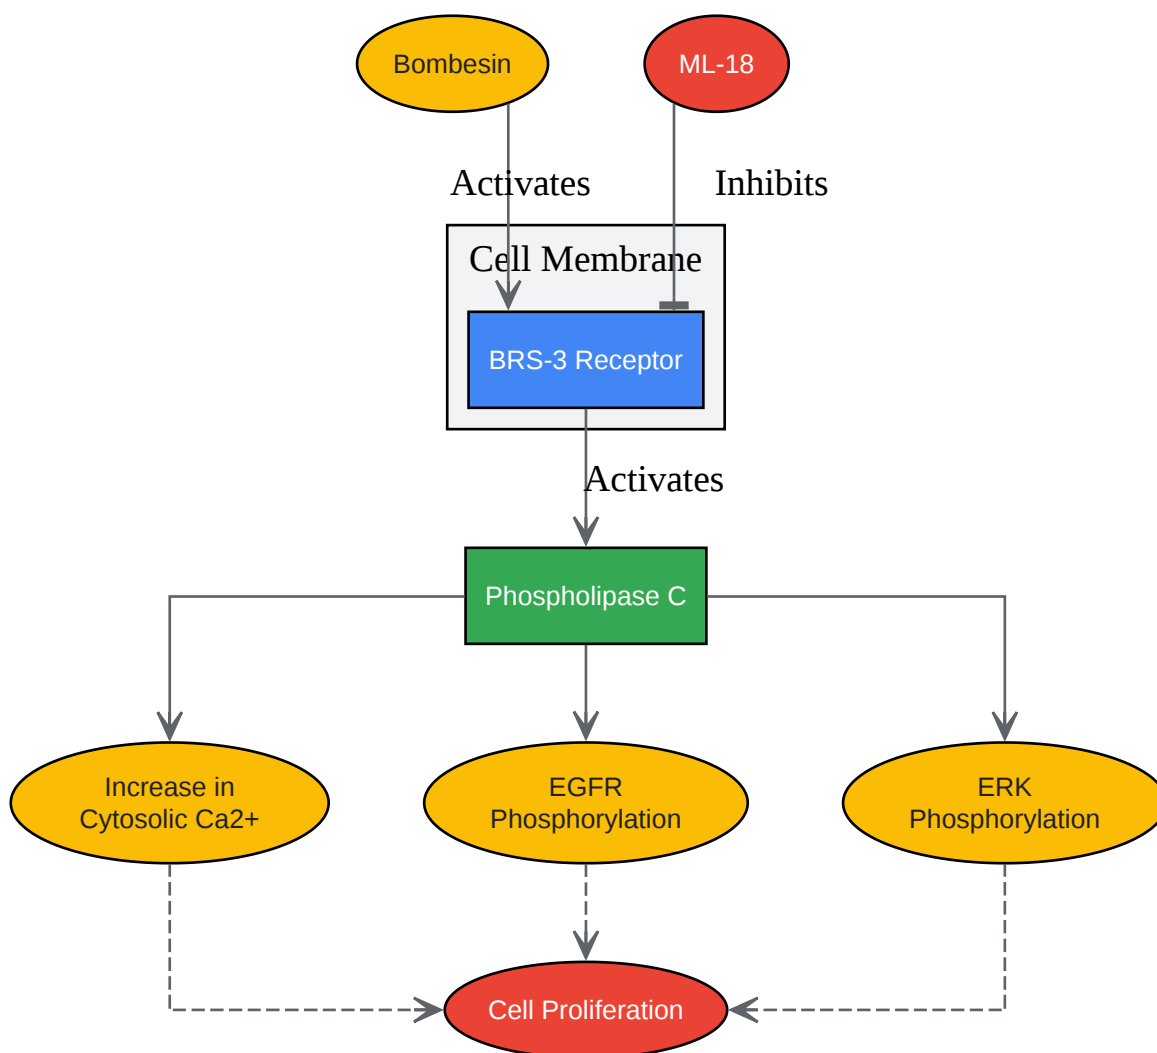 Bombesin
ML-18
Activates
Inhibits
Cell Membrane
BRS-3 Receptor
Activates
Phospholipase C
Increase in
Cytosolic Ca2+
EGFR
Phosphorylation
ERK
Phosphorylation
Cell Proliferation